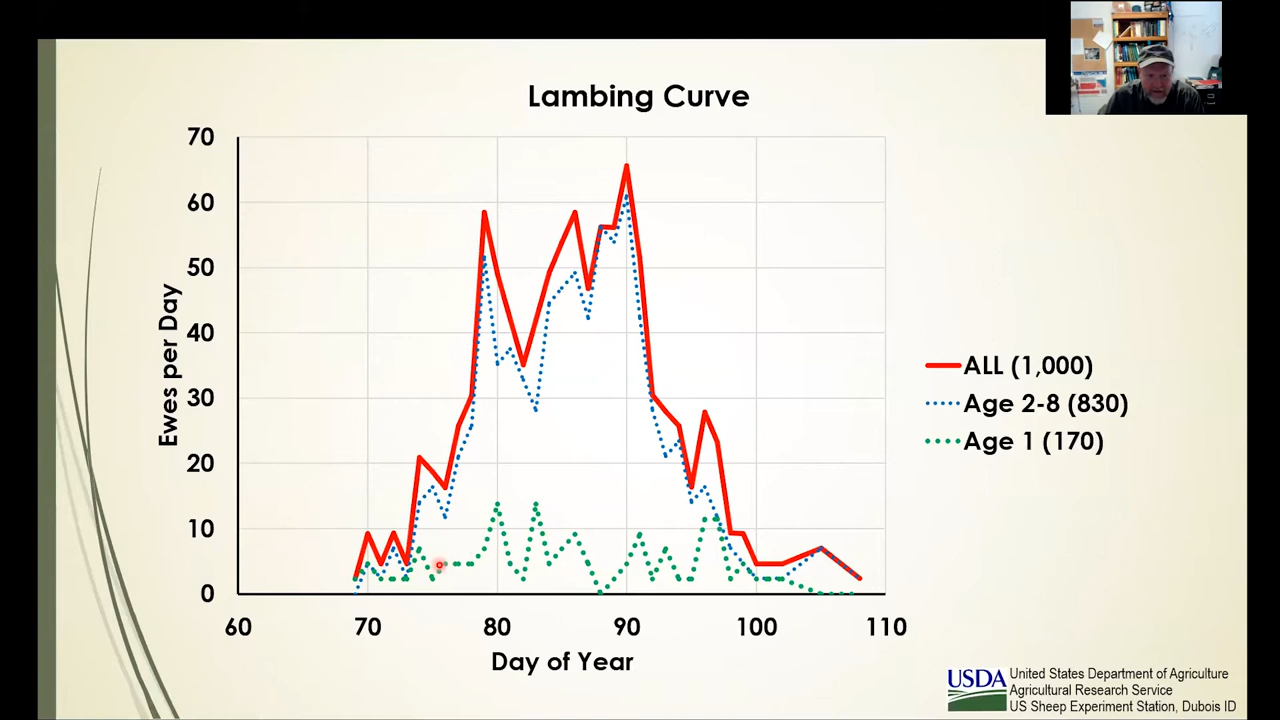 Lambing Curve
70
60
50
40
30
20
10
0
Ewes per Day
60 70 80 90 100 110
Day of Year
ALL (1,000)
Age 2-8 (830)
Age 1 (170)
USDA
United States Department of Agriculture
Agricultural Research Service
US Sheep Experiment Station, Dubois ID